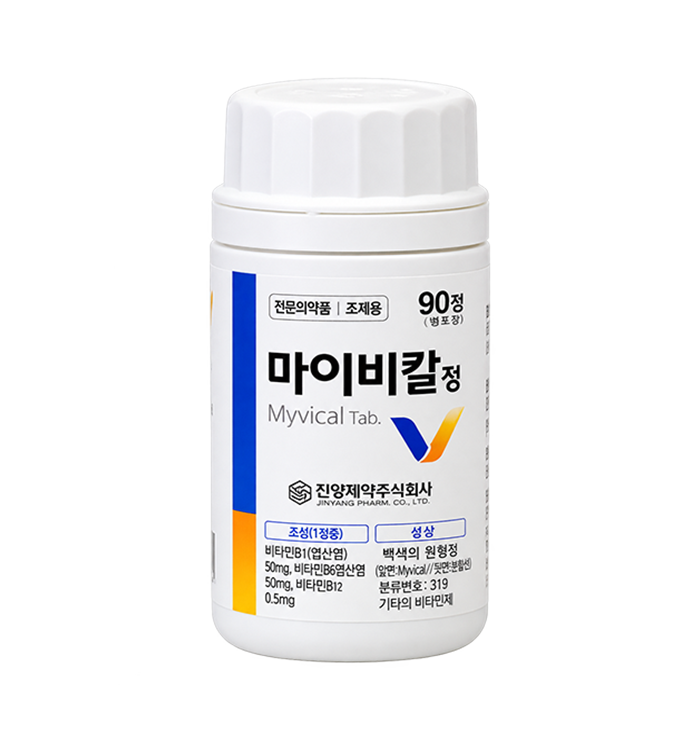 전문의약품 | 조제용
90정
(병포장)
마이비칼정
Myvical Tab.
진양제약주식회사
JINYANG PHARM. CO., LTD.
조성(1정중)
비타민B1(엽산염)
50mg, 비타민B6염산염
50mg, 비타민B12
0.5mg
성상
백색의 원형정
(앞면:Myvical//뒷면:분할선)
분류번호: 319
기타의 비타민제